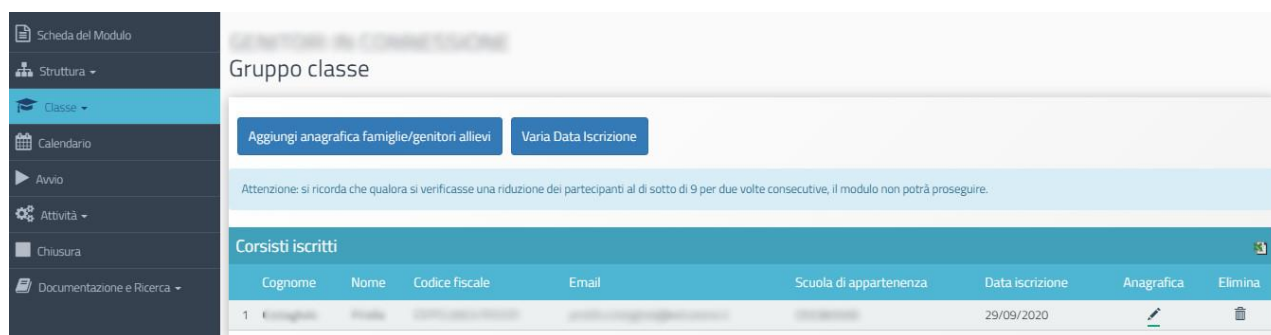 Scheda del Modulo
Struttura
Classe
Calendario
Avvio
Attività
Chiusura
Documentazione e Ricerca
GENITORI IN CONNESSIONE
Gruppo classe
Aggiungi anagrafica famiglie/genitori allievi
Varia Data Iscrizione
Attenzione: si ricorda che qualora si verificasse una riduzione dei partecipanti al di sotto di 9 per due volte consecutive, il modulo non potrà proseguire.
Corsisti iscritti
Cognome Nome Codice fiscale Email Scuola di appartenenza Data iscrizione Anagrafica Elimina
1 29/09/2020